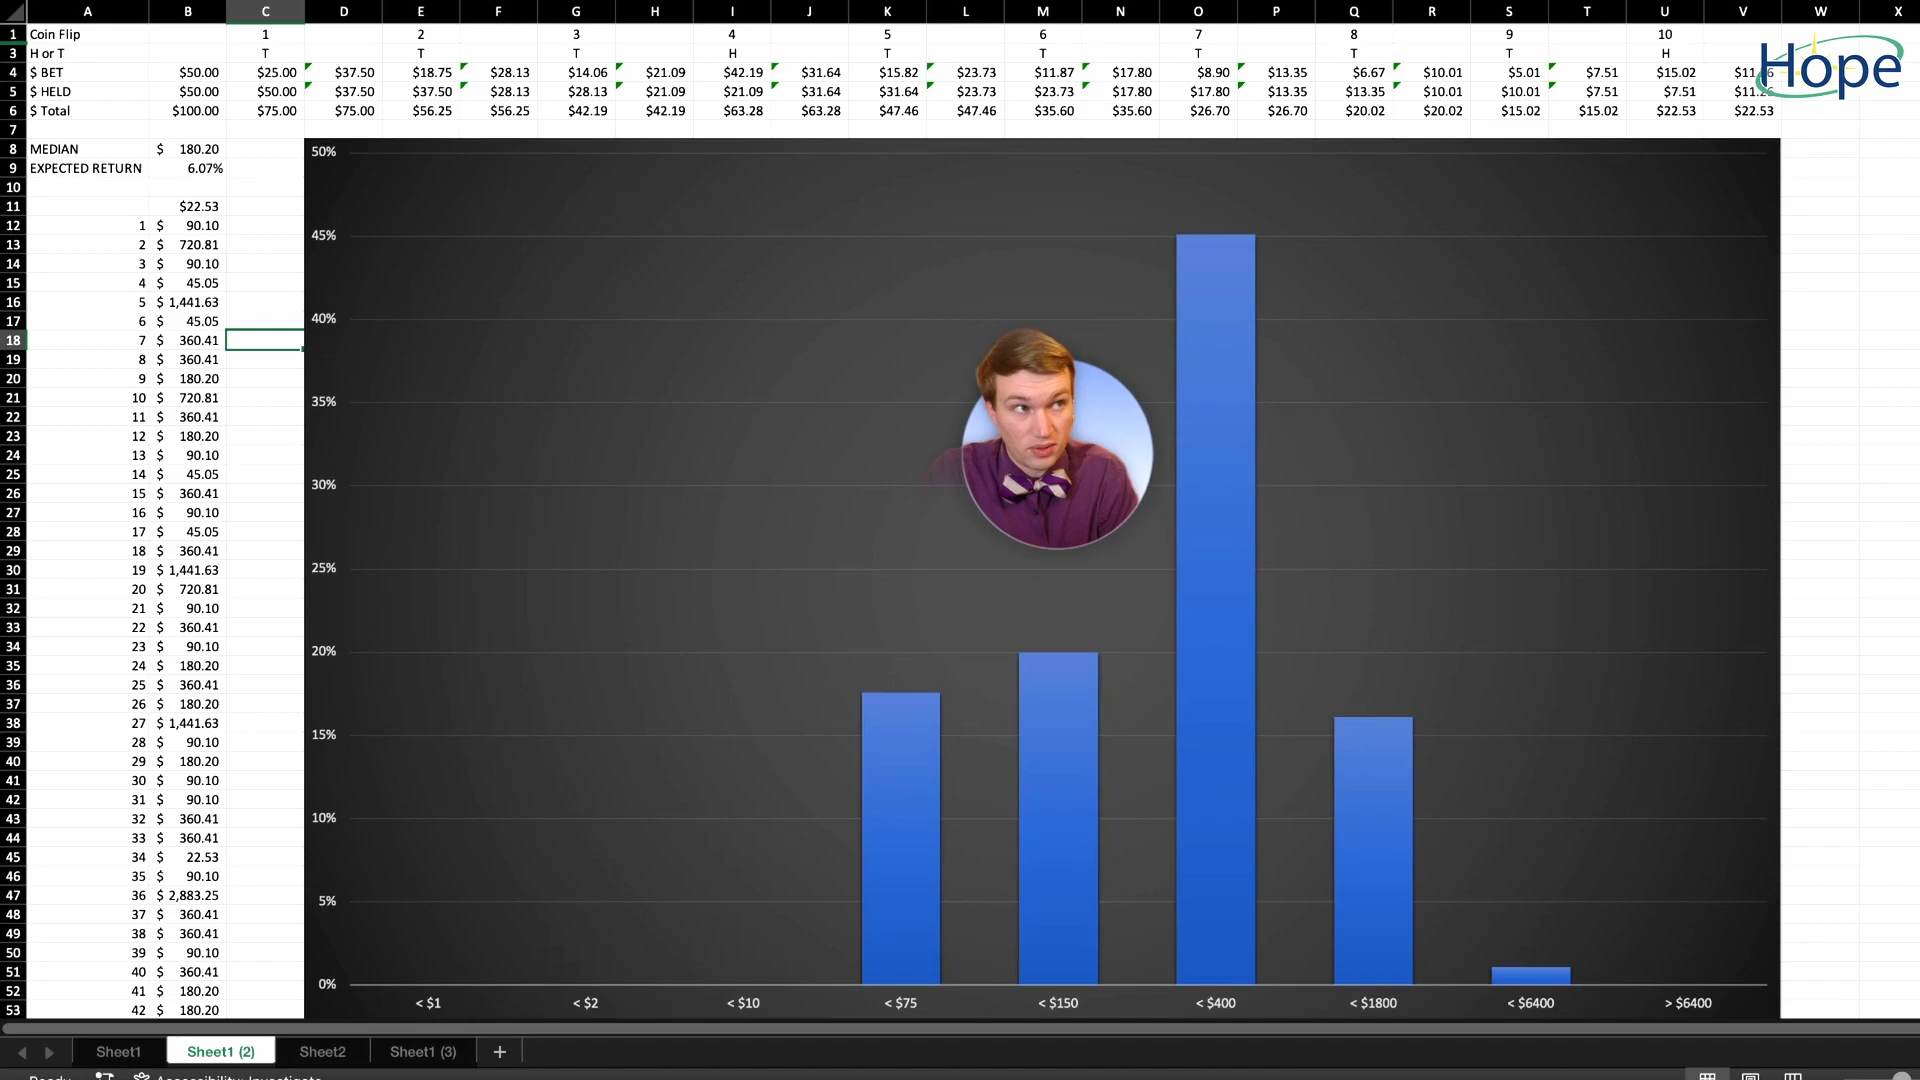 A B C D E F G H I J K L M N O P Q R S T U V W X
1 Coin Flip 1 2 3 4 5 6 7 8 9 10
3 H or T T T T H T T T T T H
4 $ BET $50.00 $25.00 $37.50 $18.75 $28.13 $14.06 $21.09 $42.19 $31.64 $15.82 $23.73 $11.87 $17.80 $8.90 $13.35 $6.67 $10.01 $5.01 $7.51 $15.02
5 $ HELD $50.00 $50.00 $37.50 $37.50 $28.13 $28.13 $21.09 $21.09 $31.64 $31.64 $23.73 $23.73 $17.80 $17.80 $13.35 $13.35 $10.01 $10.01 $7.51 $7.51
6 $ Total $100.00 $75.00 $75.00 $56.25 $56.25 $42.19 $42.19 $63.28 $63.28 $47.46 $47.46 $35.60 $35.60 $26.70 $26.70 $20.02 $20.02 $15.02 $15.02 $22.53 $22.53
Hope
7
8 MEDIAN $ 180.20
9 EXPECTED RETURN 6.07%
10
11 $22.53
12 1 $ 90.10
13 2 $ 720.81
14 3 $ 90.10
15 4 $ 45.05
16 5 $ 1,441.63
17 6 $ 45.05
18 7 $ 360.41
19 8 $ 360.41
20 9 $ 180.20
21 10 $ 720.81
22 11 $ 360.41
23 12 $ 180.20
24 13 $ 90.10
25 14 $ 45.05
26 15 $ 360.41
27 16 $ 90.10
28 17 $ 45.05
29 18 $ 360.41
30 19 $ 1,441.63
31 20 $ 720.81
32 21 $ 90.10
33 22 $ 360.41
34 23 $ 90.10
35 24 $ 180.20
36 25 $ 360.41
37 26 $ 180.20
38 27 $ 1,441.63
39 28 $ 90.10
40 29 $ 180.20
41 30 $ 90.10
42 31 $ 90.10
43 32 $ 360.41
44 33 $ 360.41
45 34 $ 22.53
46 35 $ 90.10
47 36 $ 2,883.25
48 37 $ 360.41
49 38 $ 360.41
50 39 $ 90.10
51 40 $ 360.41
52 41 $ 180.20
53 42 $ 180.20
50%
45%
40%
35%
30%
25%
20%
15%
10%
5%
0%
< $1 < $2 < $10 < $75 < $150 < $400 < $1800 < $6400 > $6400
Sheet1 Sheet1 (2) Sheet2 Sheet1 (3) +
Ready Accessibility: Investigate